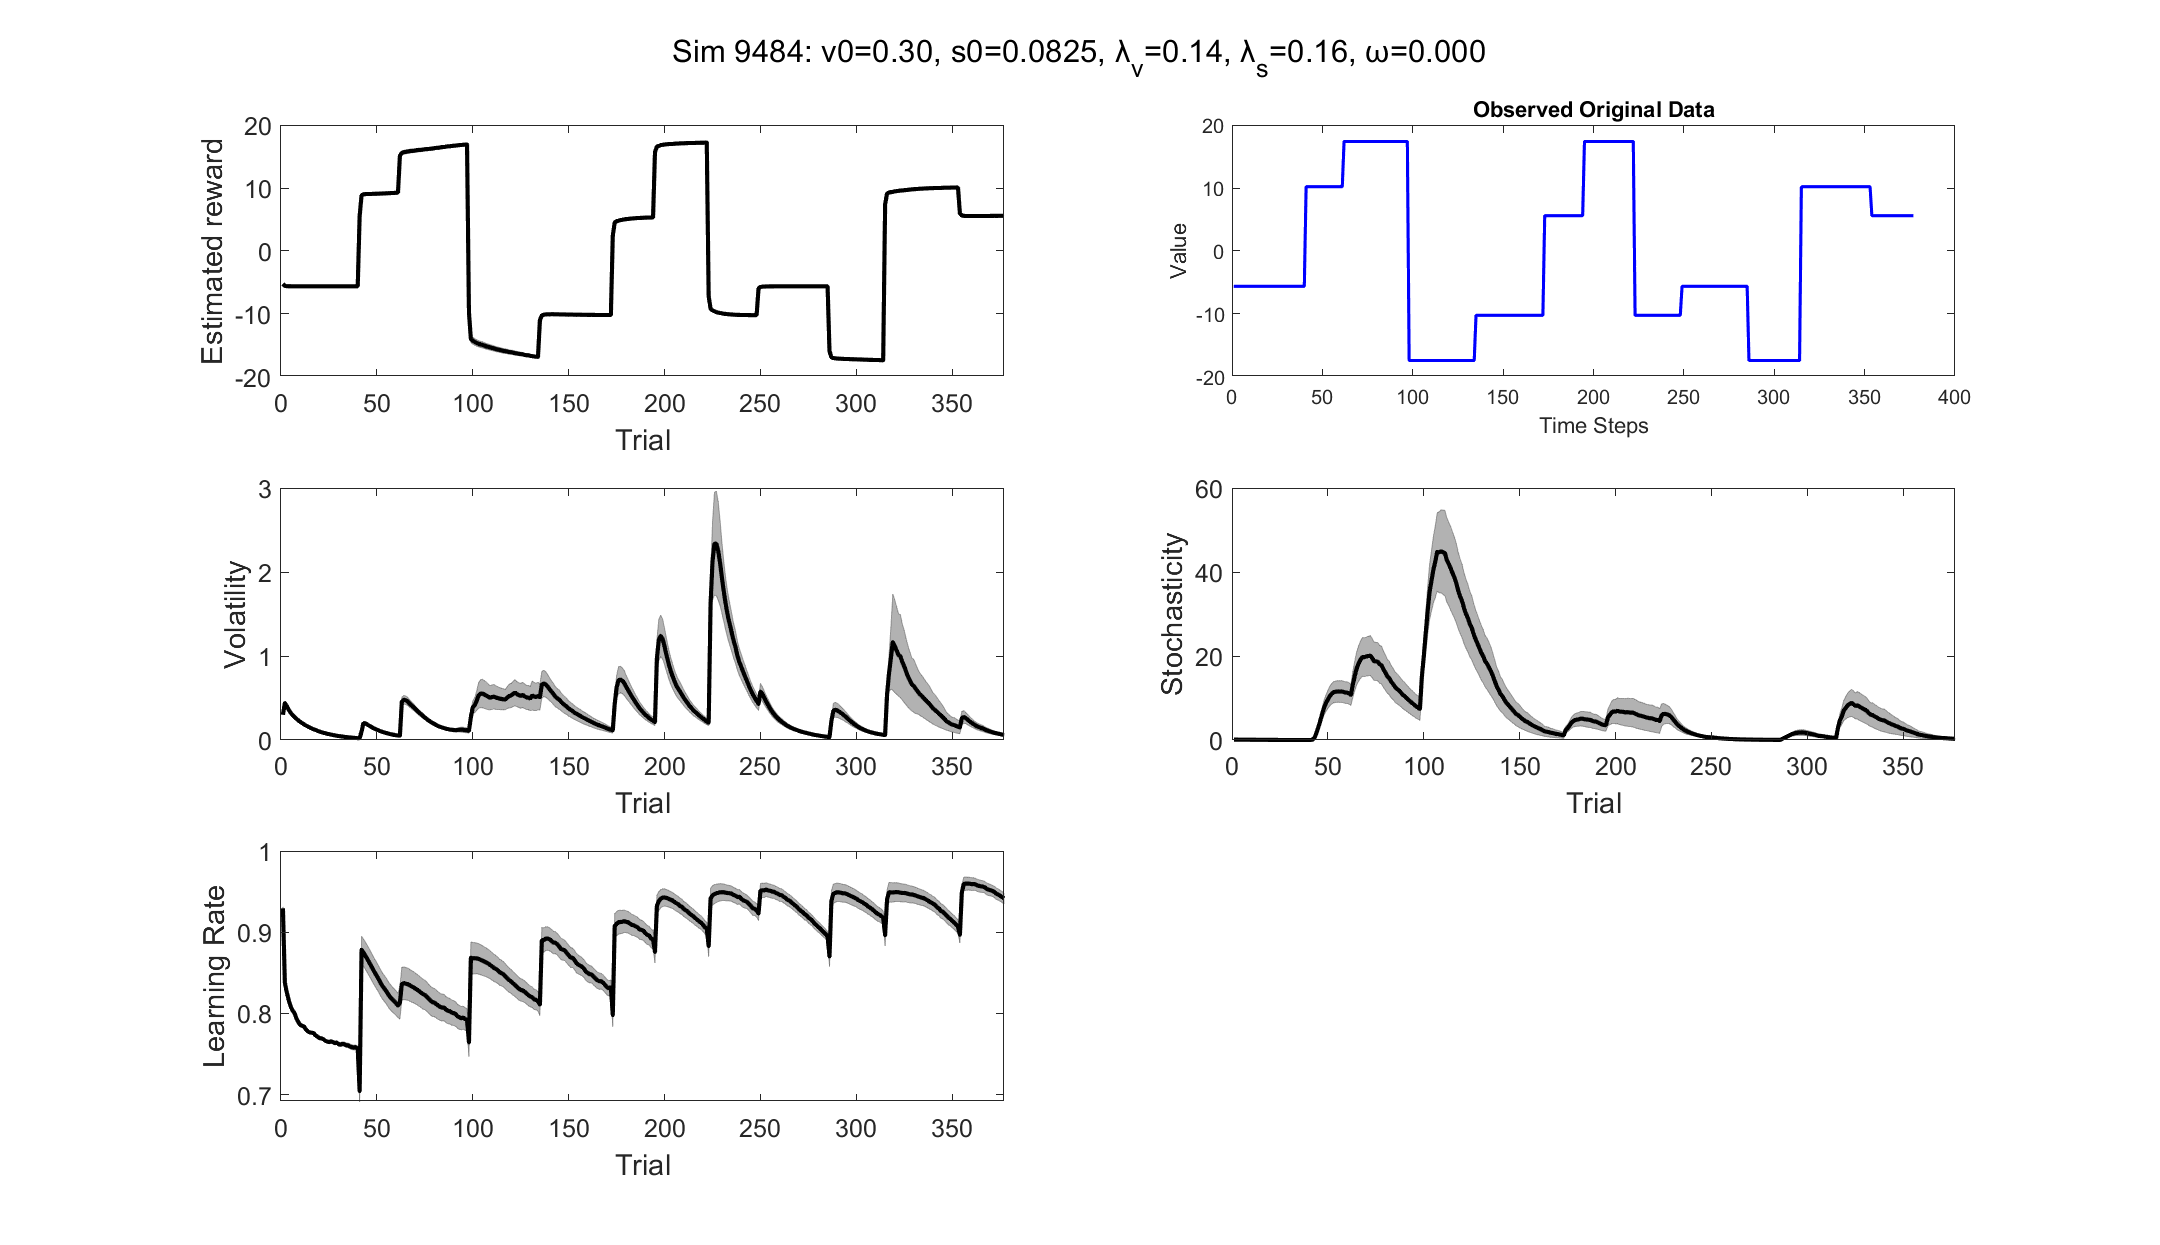 Sim 9484: v0=0.30, s0=0.0825, λ_v=0.14, λ_s=0.16, ω=0.000
Estimated reward
20
10
0
-10
-20
0 50 100 150 200 250 300 350
Trial
Observed Original Data
Value
20
10
0
-10
-20
0 50 100 150 200 250 300 350 400
Time Steps
Volatility
3
2
1
0
0 50 100 150 200 250 300 350
Trial
Stochasticity
60
40
20
0
0 50 100 150 200 250 300 350
Trial
Learning Rate
1
0.9
0.8
0.7
0 50 100 150 200 250 300 350
Trial